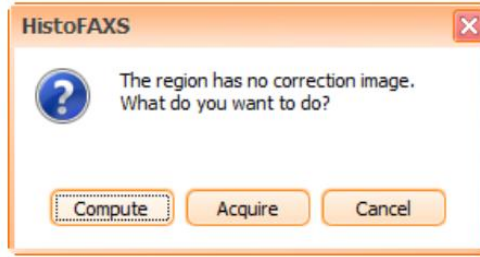 HistoFAXS
The region has no correction image.
What do you want to do?
Compute Acquire Cancel